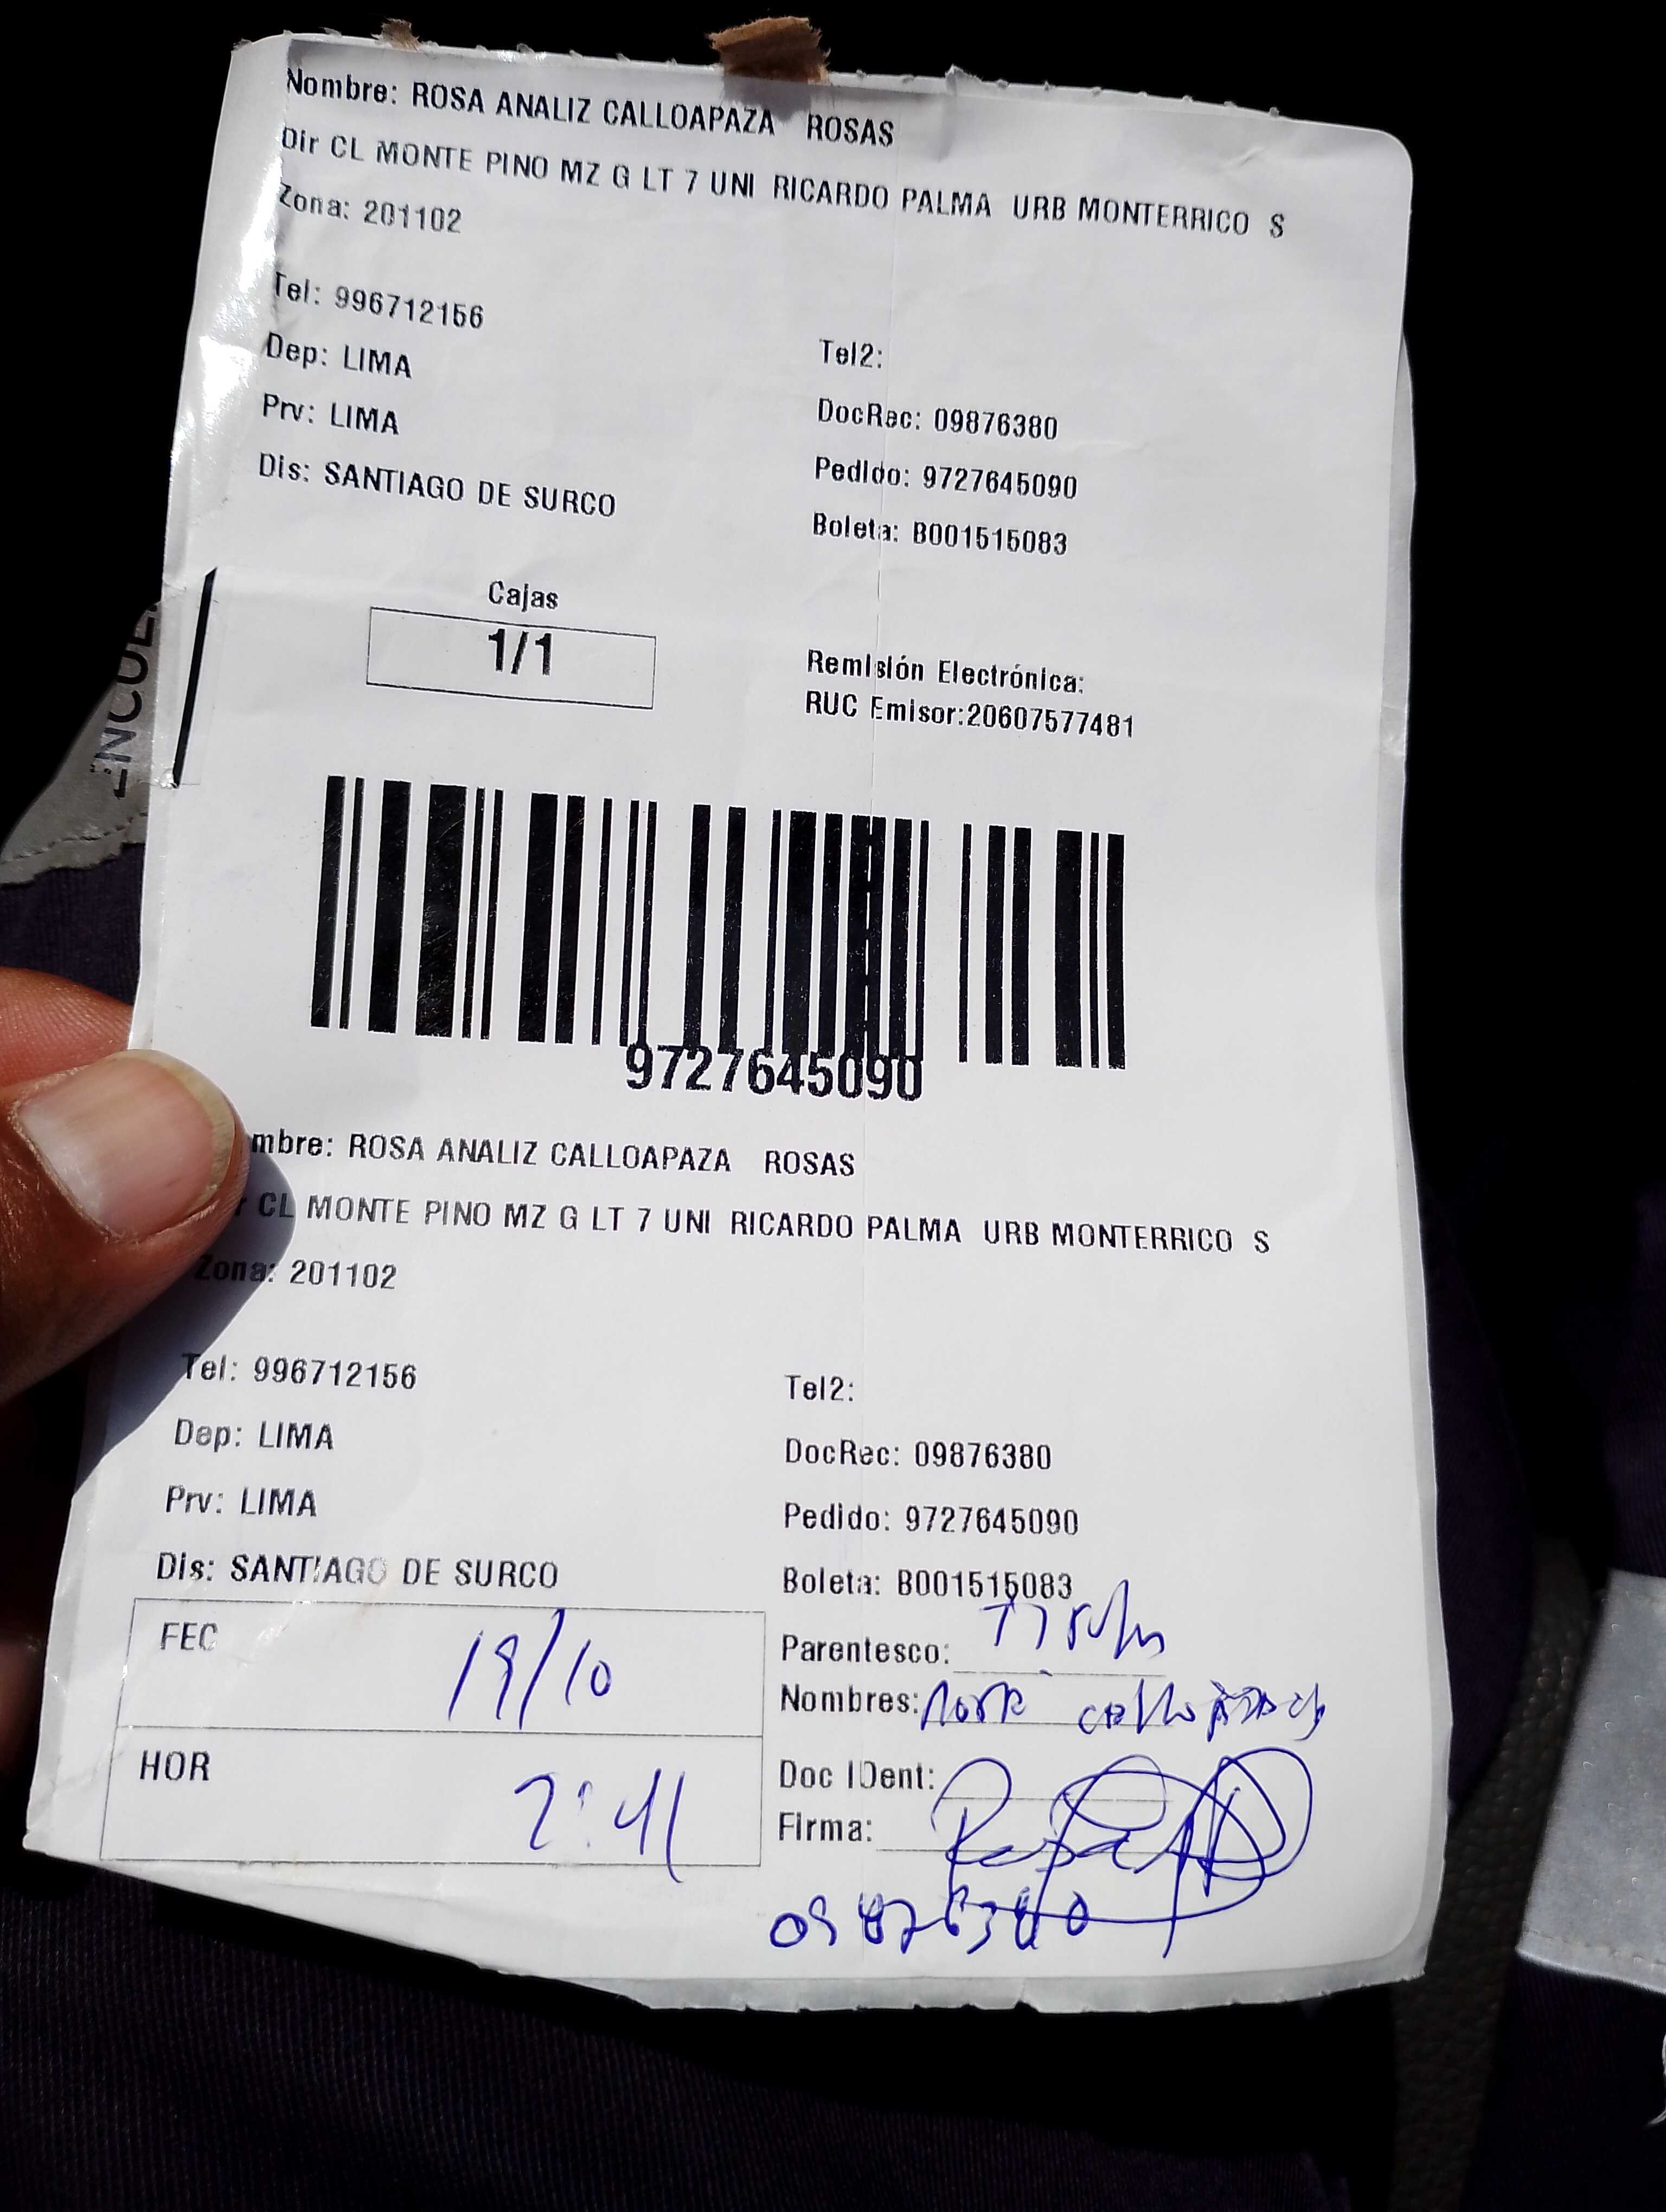 Nombre: ROSA ANALIZ CALLOAPAZA ROSAS
Dir CL MONTE PINO MZ G LT 7 UNI RICARDO PALMA URB MONTERRICO S
Zona: 201102
Tel: 996712156
Tel2:
Dep: LIMA
DocRec: 09876380
Prv: LIMA
Pedido: 9727645090
Dis: SANTIAGO DE SURCO
Boleta: B001515083
Cajas
1/1
Remisión Electrónica:
RUC Emisor:20607577481
9727645090
mbre: ROSA ANALIZ CALLOAPAZA ROSAS
r CL MONTE PINO MZ G LT 7 UNI RICARDO PALMA URB MONTERRICO S
Zona: 201102
Tel: 996712156
Tel2:
Dep: LIMA
DocRec: 09876380
Prv: LIMA
Pedido: 9727645090
Dis: SANTIAGO DE SURCO
Boleta: B001515083
FEC 19/10
Parentesco:
Nombres:
HOR 2:41
Doc IDent:
Firma:
09876380